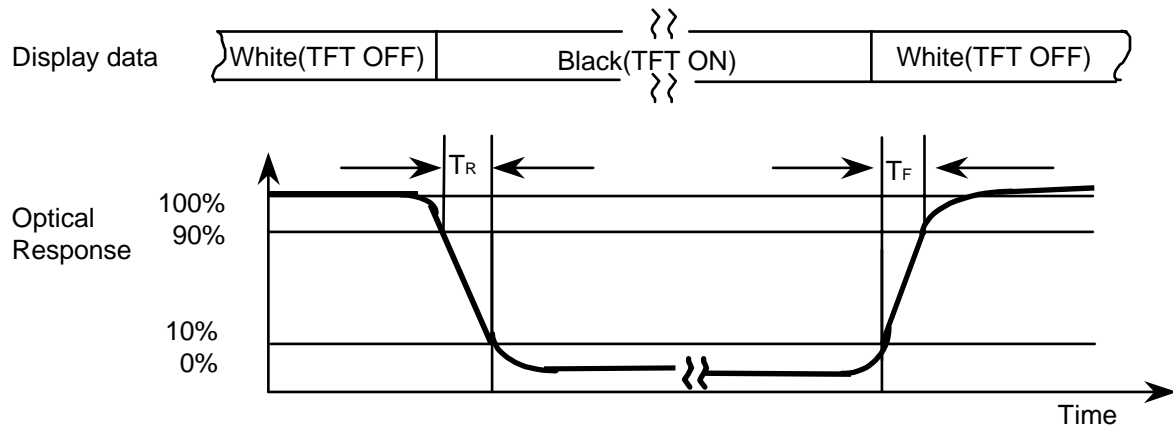 Display data
White(TFT OFF)
Black(TFT ON)
White(TFT OFF)
TR
TF
Optical
Response
100%
90%
10%
0%
Time